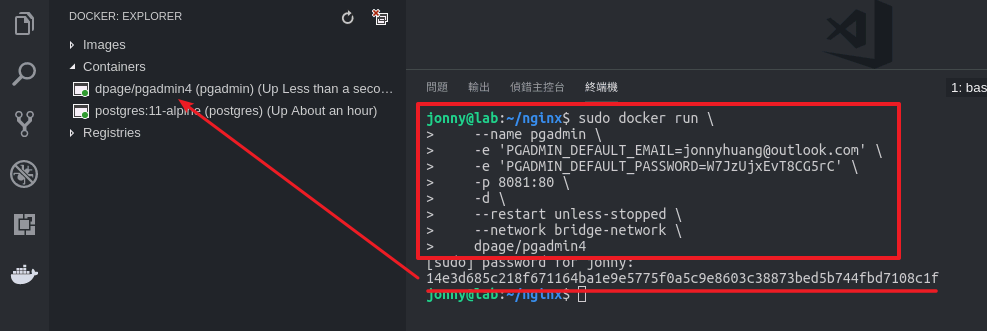 DOCKER: EXPLORER
Images
Containers
dpage/pgadmin4 (pgadmin) (Up Less than a seco...
postgres:11-alpine (postgres) (Up About an hour)
Registries
問題 輸出 偵錯主控台 終端機
1: bas
jonny@lab:~/nginx$ sudo docker run \
> --name pgadmin \
> -e 'PGADMIN_DEFAULT_EMAIL=jonnyhuang@outlook.com' \
> -e 'PGADMIN_DEFAULT_PASSWORD=W7JzUjxEvT8CG5rC' \
> -p 8081:80 \
> -d \
> --restart unless-stopped \
> --network bridge-network \
> dpage/pgadmin4
[sudo] password for jonny:
14e3d685c218f671164ba1e9e5775f0a5c9e8603c38873bed5b744fbd7108c1f
jonny@lab:~/nginx$